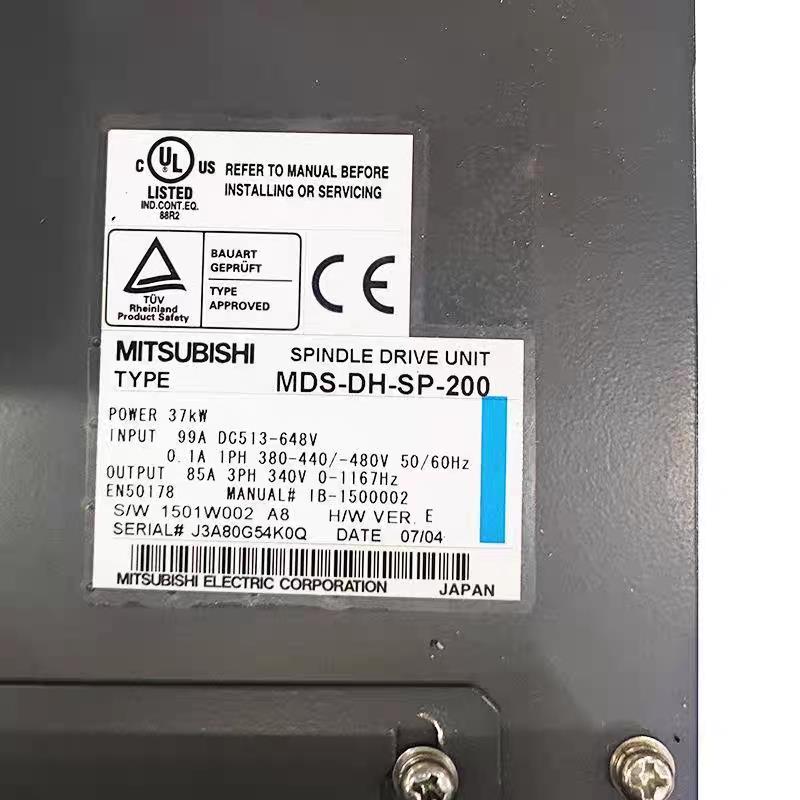 C UL US
LISTED
IND.CONT.EQ.
88R2
REFER TO MANUAL BEFORE
INSTALLING OR SERVICING
TÜV
Rheinland
Product Safety
BAUART
GEPRÜFT
TYPE
APPROVED
CE
MITSUBISHI SPINDLE DRIVE UNIT
TYPE MDS-DH-SP-200
POWER 37kW
INPUT 99A DC513-648V
0.1A 1PH 380-440/-480V 50/60Hz
OUTPUT 85A 3PH 340V 0-1167Hz
EN50178 MANUAL# IB-1500002
S/W 1501W002 A8 H/W VER. E
SERIAL# J3A80G54K0Q DATE 07/04
MITSUBISHI ELECTRIC CORPORATION JAPAN